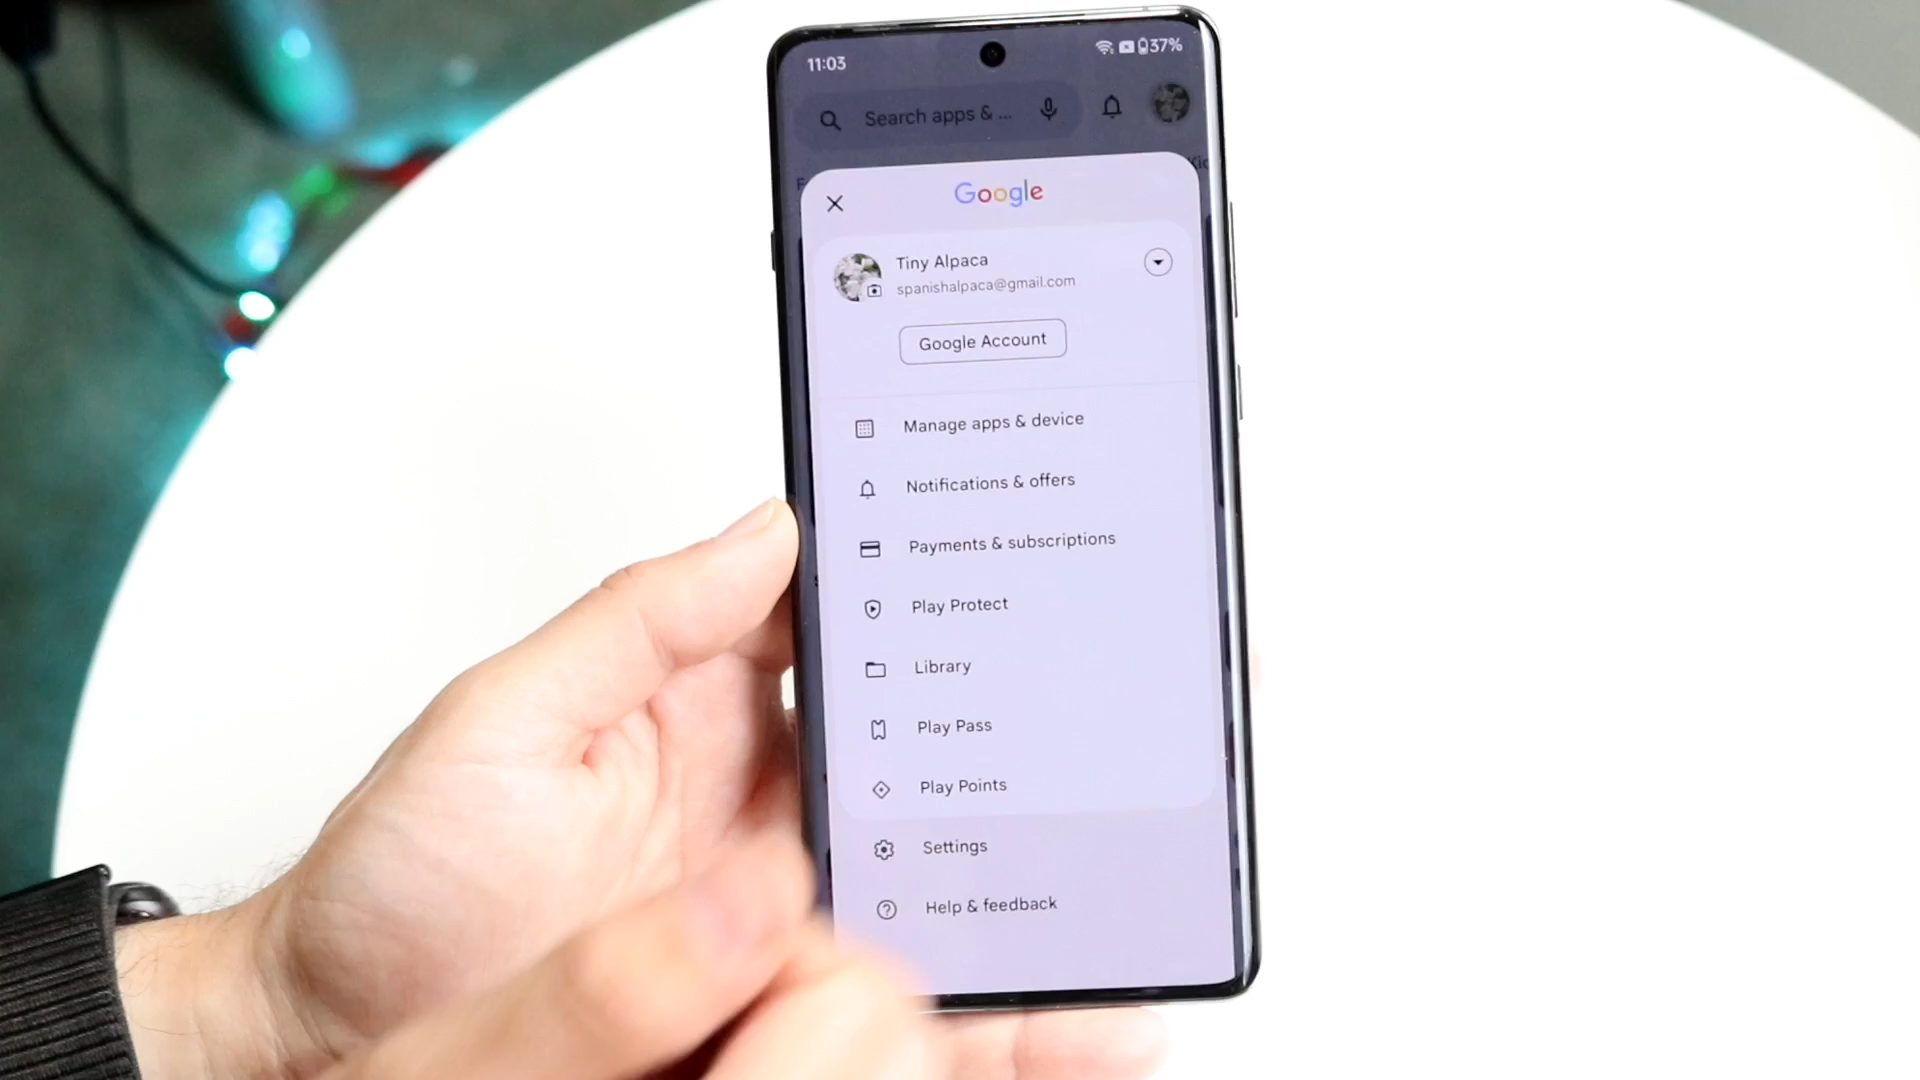 11:03
37%
Search apps & ...
Google
Tiny Alpaca
spanishalpaca@gmail.com
Google Account
Manage apps & device
Notifications & offers
Payments & subscriptions
Play Protect
Library
Play Pass
Play Points
Settings
Help & feedback